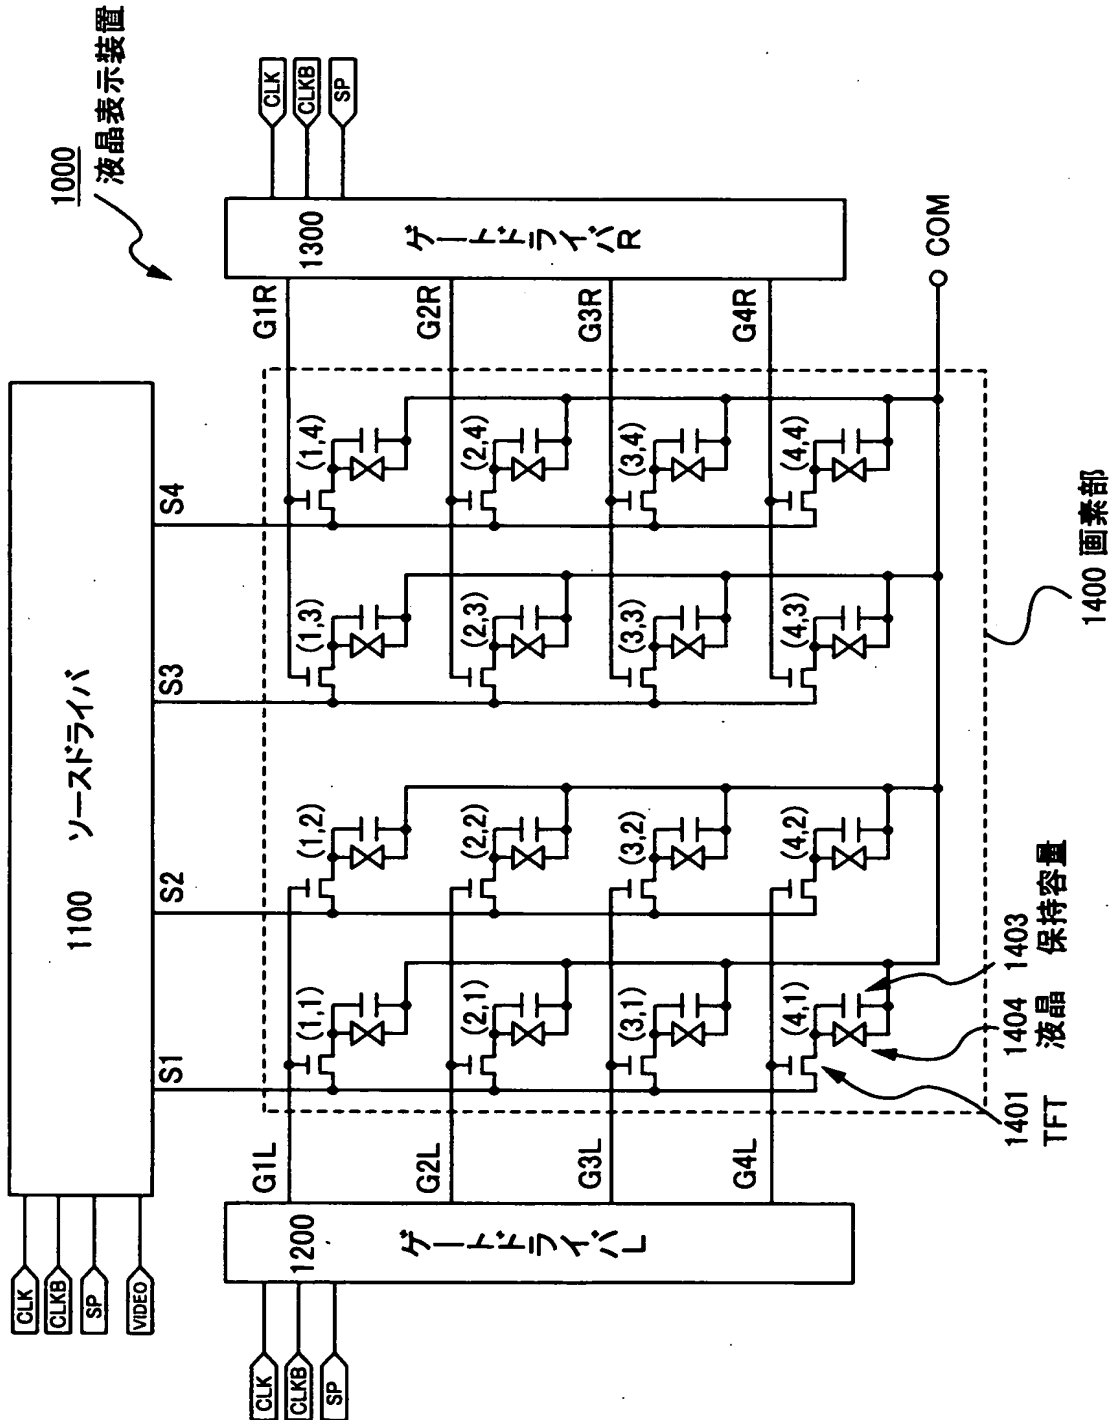 1000
液晶表示装置
1100 ソースドライバ
CLK
CLKB
SP
VIDEO
S1
S2
S3
S4
1200
ゲートドライバL
CLK
CLKB
SP
1300
ゲートドライバR
CLK
CLKB
SP
G1L
G2L
G3L
G4L
G1R
G2R
G3R
G4R
(1,1)
(1,2)
(1,3)
(1,4)
(2,1)
(2,2)
(2,3)
(2,4)
(3,1)
(3,2)
(3,3)
(3,4)
(4,1)
(4,2)
(4,3)
(4,4)
COM
1401
TFT
1404
液晶
1403
保持容量
1400 画素部